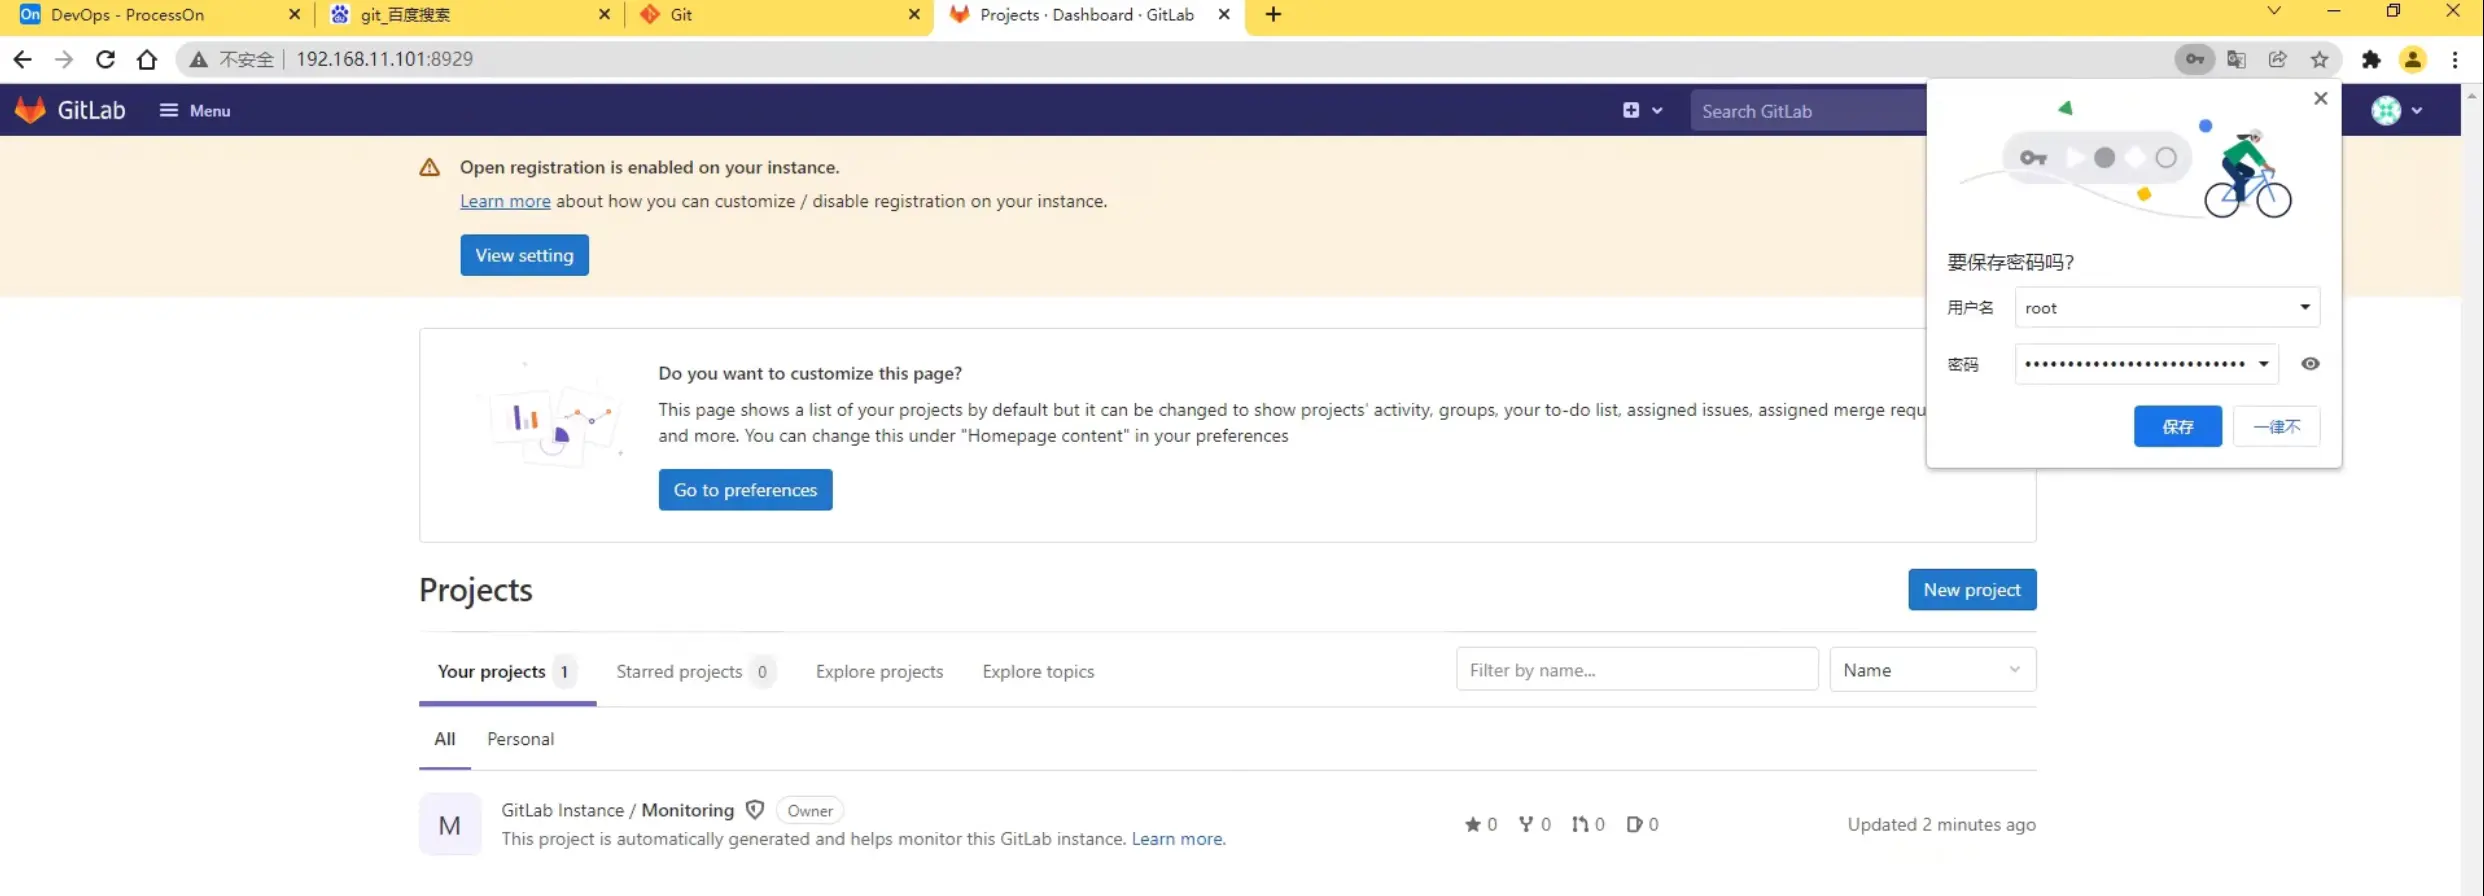 DevOps - ProcessOn
git_百度搜索
Git
Projects · Dashboard · GitLab
不安全
192.168.11.101:8929
GitLab
Menu
Search GitLab
Open registration is enabled on your instance.
Learn more about how you can customize / disable registration on your instance.
View setting
要保存密码吗?
用户名
root
密码
保存
一律不
Do you want to customize this page?
This page shows a list of your projects by default but it can be changed to show projects' activity, groups, your to-do list, assigned issues, assigned merge requ
and more. You can change this under "Homepage content" in your preferences
Go to preferences
Projects
New project
Your projects 1
Starred projects 0
Explore projects
Explore topics
Filter by name...
Name
All
Personal
M
GitLab Instance / Monitoring
Owner
This project is automatically generated and helps monitor this GitLab instance. Learn more.
0 0 0 0
Updated 2 minutes ago